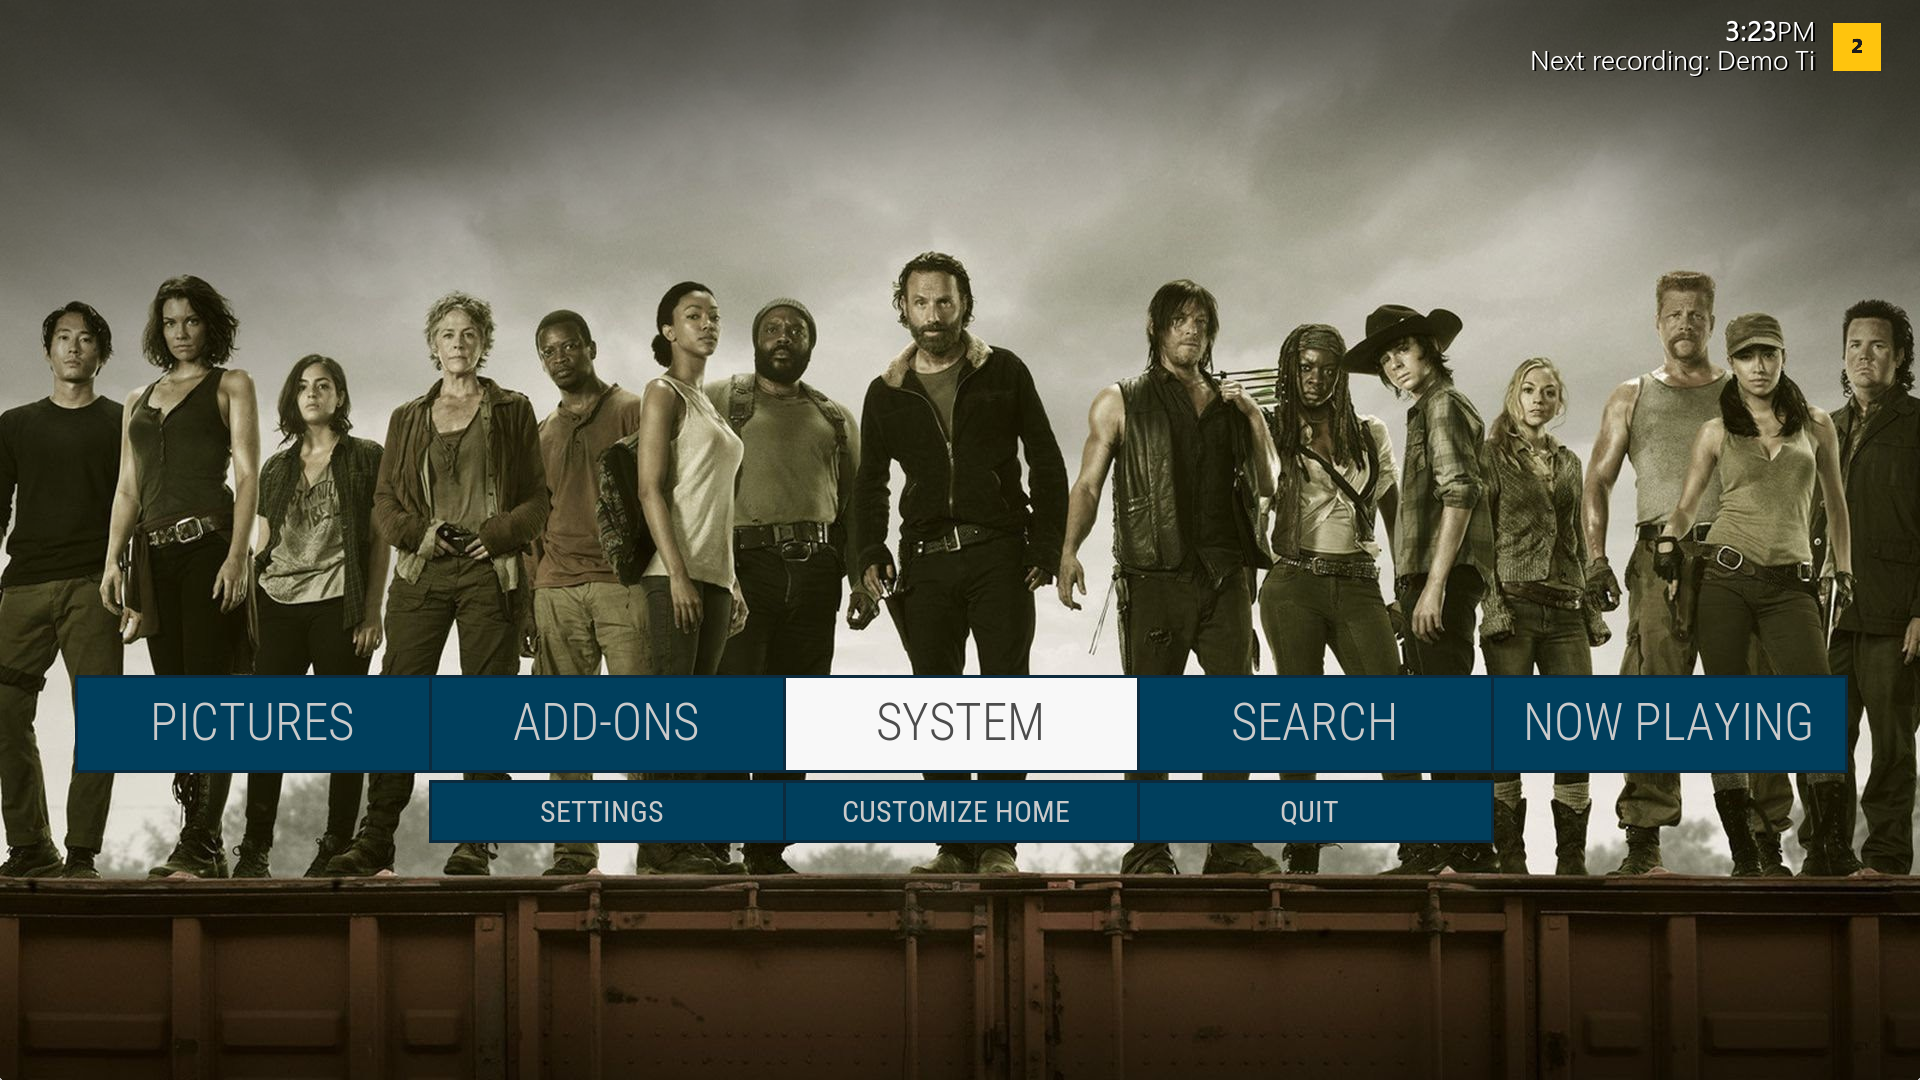 3:23PM
Next recording: Demo Ti
2
PICTURES
ADD-ONS
SYSTEM
SEARCH
NOW PLAYING
SETTINGS
CUSTOMIZE HOME
QUIT